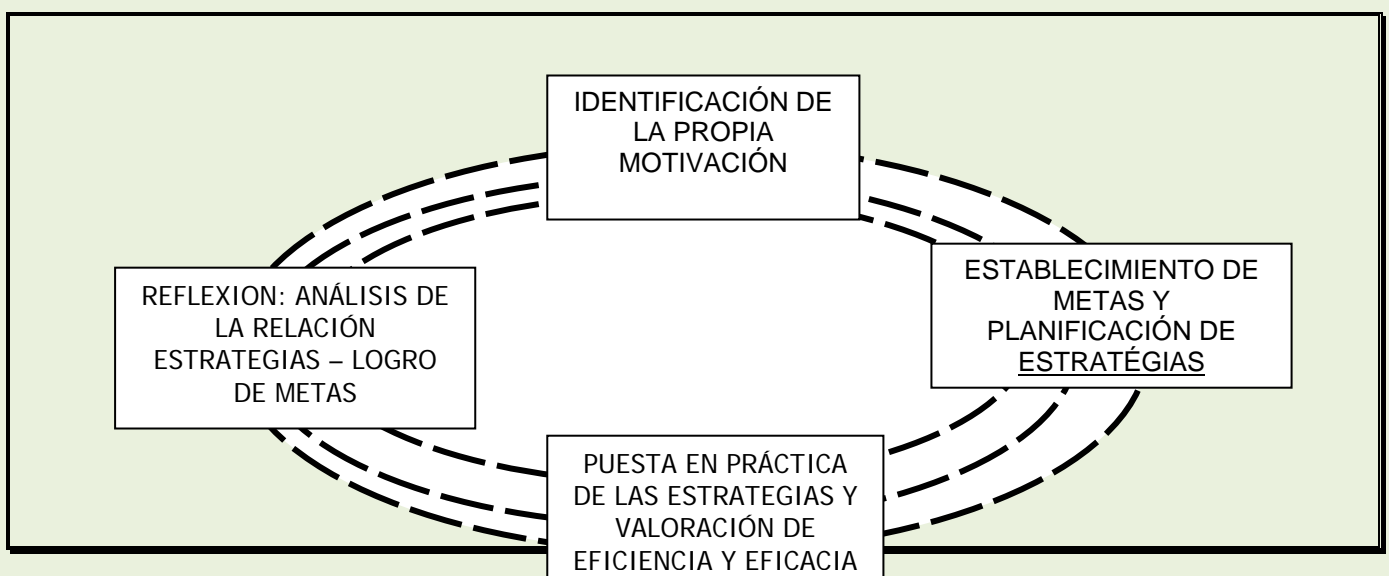 IDENTIFICACIÓN DE
LA PROPIA
MOTIVACIÓN
ESTABLECIMIENTO DE
METAS Y
PLANIFICACIÓN DE
ESTRATÉGIAS
REFLEXION: ANÁLISIS DE
LA RELACIÓN
ESTRATEGIAS – LOGRO
DE METAS
PUESTA EN PRÁCTICA
DE LAS ESTRATEGIAS Y
VALORACIÓN DE
EFICIENCIA Y EFICACIA